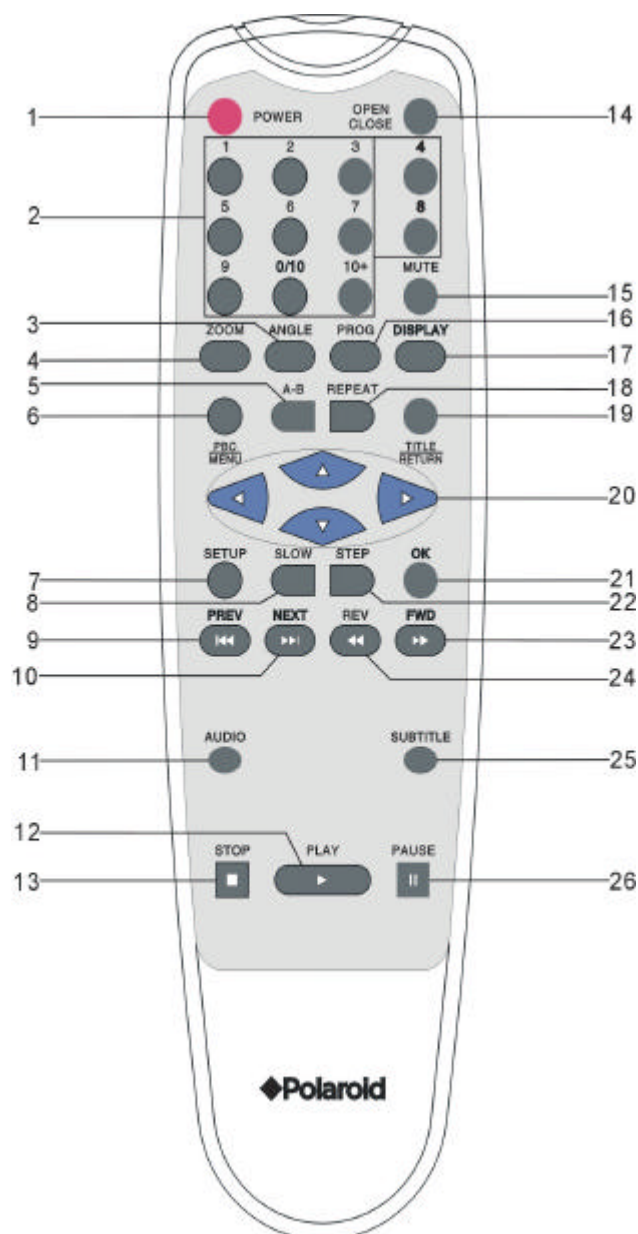 1 POWER OPEN CLOSE 14
1 2 3 4
2
5 6 7 8
9 0/10 10+ MUTE 15
3 16
ZOOM ANGLE PROG DISPLAY
4 17
5 A-B REPEAT 18
6 19
PBC MENU TITLE RETURN
20
SETUP SLOW STEP OK
7 21
8 22
PREV NEXT REV FWD
9 23
10 24
AUDIO SUBTITLE
11 25
12
STOP PLAY PAUSE
13 26
Polaroid